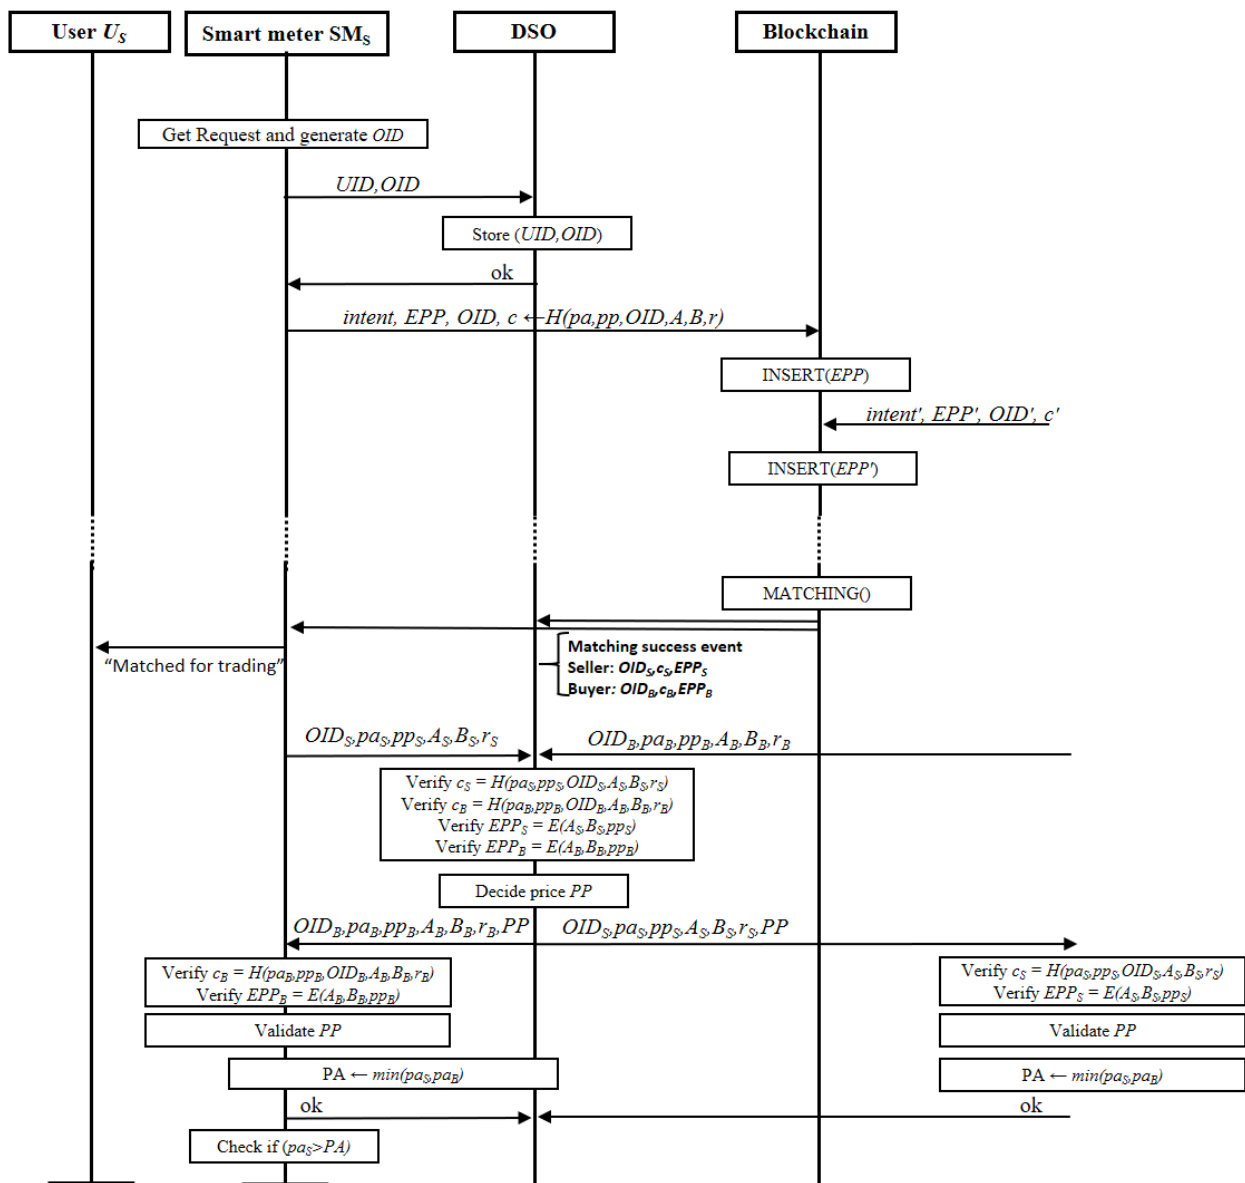 User U_S
Smart meter SM_S
DSO
Blockchain
Get Request and generate OID
UID,OID
Store (UID,OID)
ok
intent, EPP, OID, c ←H(pa,pp,OID,A,B,r)
INSERT(EPP)
intent', EPP', OID', c'
INSERT(EPP')
MATCHING()
Matching success event
Seller: OID_S,c_S,EPP_S
Buyer: OID_B,c_B,EPP_B
"Matched for trading"
OID_S,pa_S,pp_S,A_S,B_S,r_S
OID_B,pa_B,pp_B,A_B,B_B,r_B
Verify c_S = H(pa_S,pp_S,OID_S,A_S,B_S,r_S)
Verify c_B = H(pa_B,pp_B,OID_B,A_B,B_B,r_B)
Verify EPP_S = E(A_S,B_S,pp_S)
Verify EPP_B = E(A_B,B_B,pp_B)
Decide price PP
OID_B,pa_B,pp_B,A_B,B_B,r_B,PP
OID_S,pa_S,pp_S,A_S,B_S,r_S,PP
Verify c_B = H(pa_B,pp_B,OID_B,A_B,B_B,r_B)
Verify EPP_B = E(A_B,B_B,pp_B)
Verify c_S = H(pa_S,pp_S,OID_S,A_S,B_S,r_S)
Verify EPP_S = E(A_S,B_S,pp_S)
Validate PP
Validate PP
PA ← min(pa_S,pa_B)
PA ← min(pa_S,pa_B)
ok
ok
Check if (pa_S>PA)